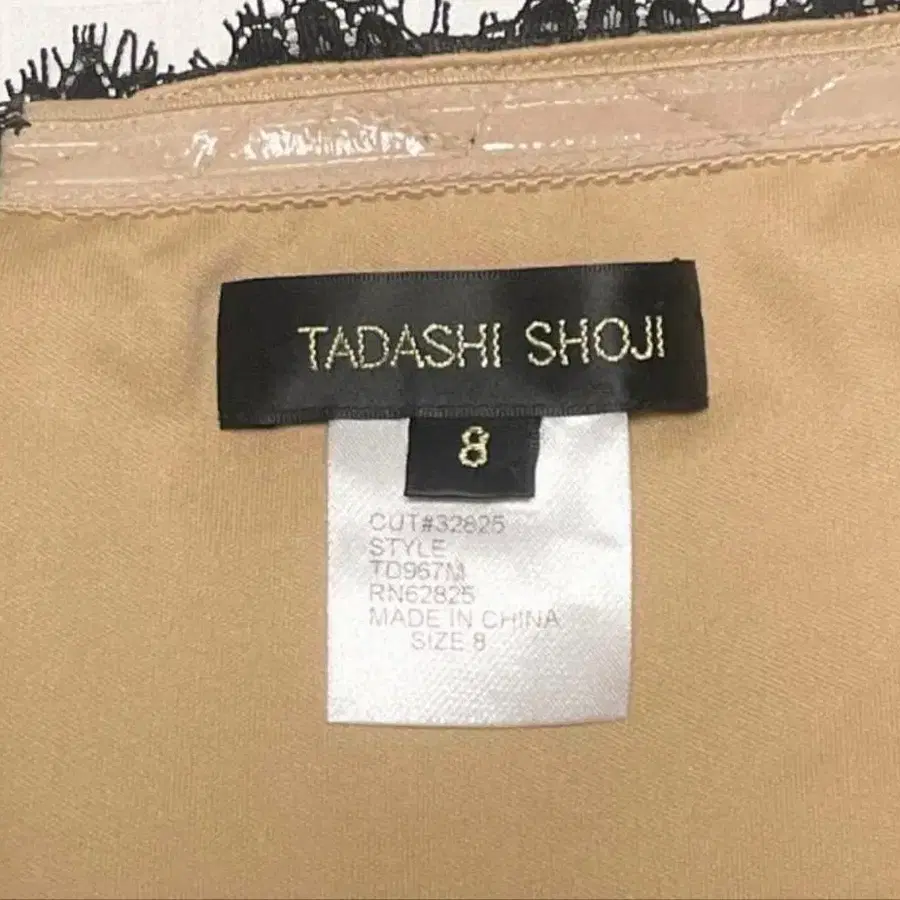 TADASHI SHOJI
8
CUT#32825
STYLE
TD967M
RN62825
MADE IN CHINA
SIZE 8